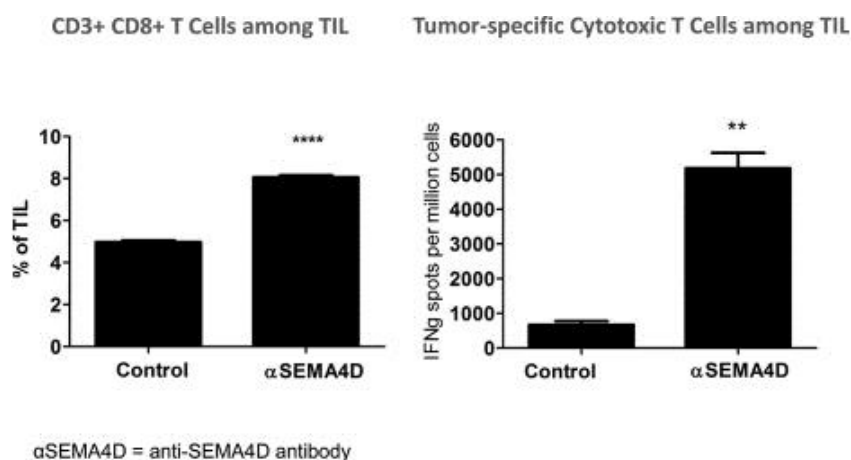 CD3+ CD8+ T Cells among TIL
Tumor-specific Cytotoxic T Cells among TIL
% of TIL
10
8
6
4
2
0
****
Control
αSEMA4D
IFNg spots per million cells
6000
5000
4000
3000
2000
1000
0
**
Control
αSEMA4D
αSEMA4D = anti-SEMA4D antibody